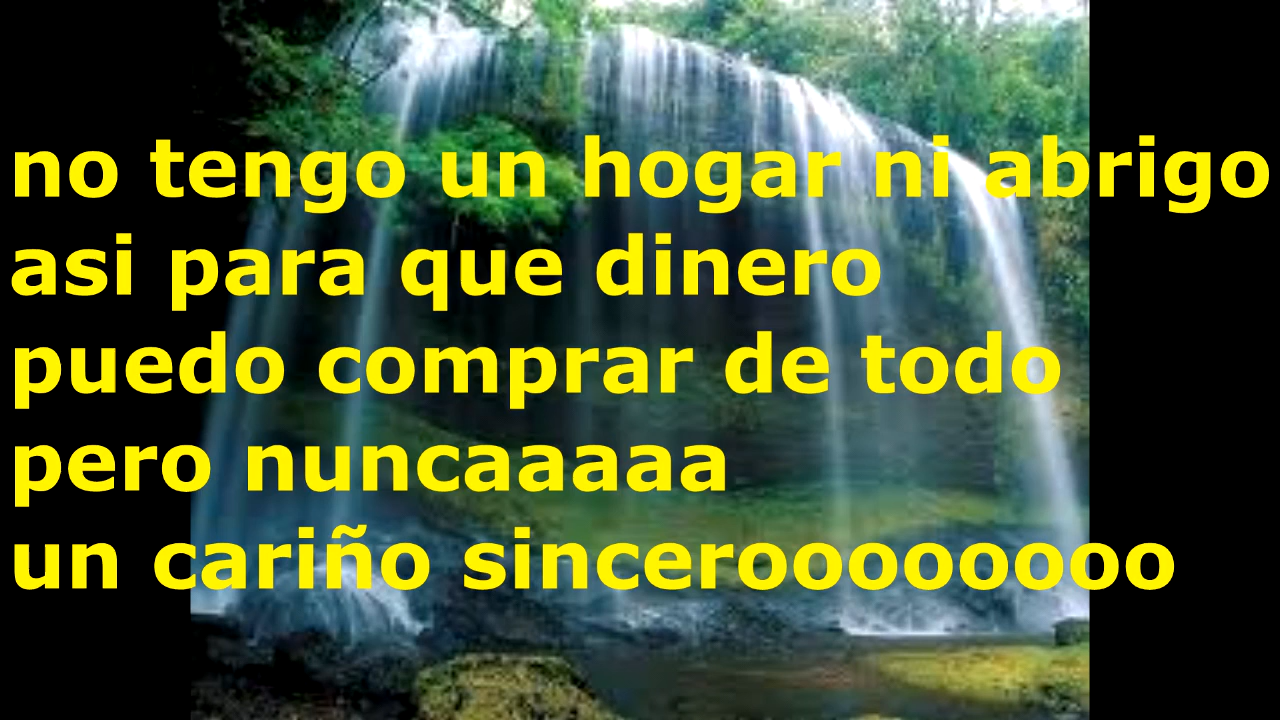 no tengo un hogar ni abrigo
asi para que dinero
puedo comprar de todo
pero nuncaaaaa
un cariño sinceroooooooo